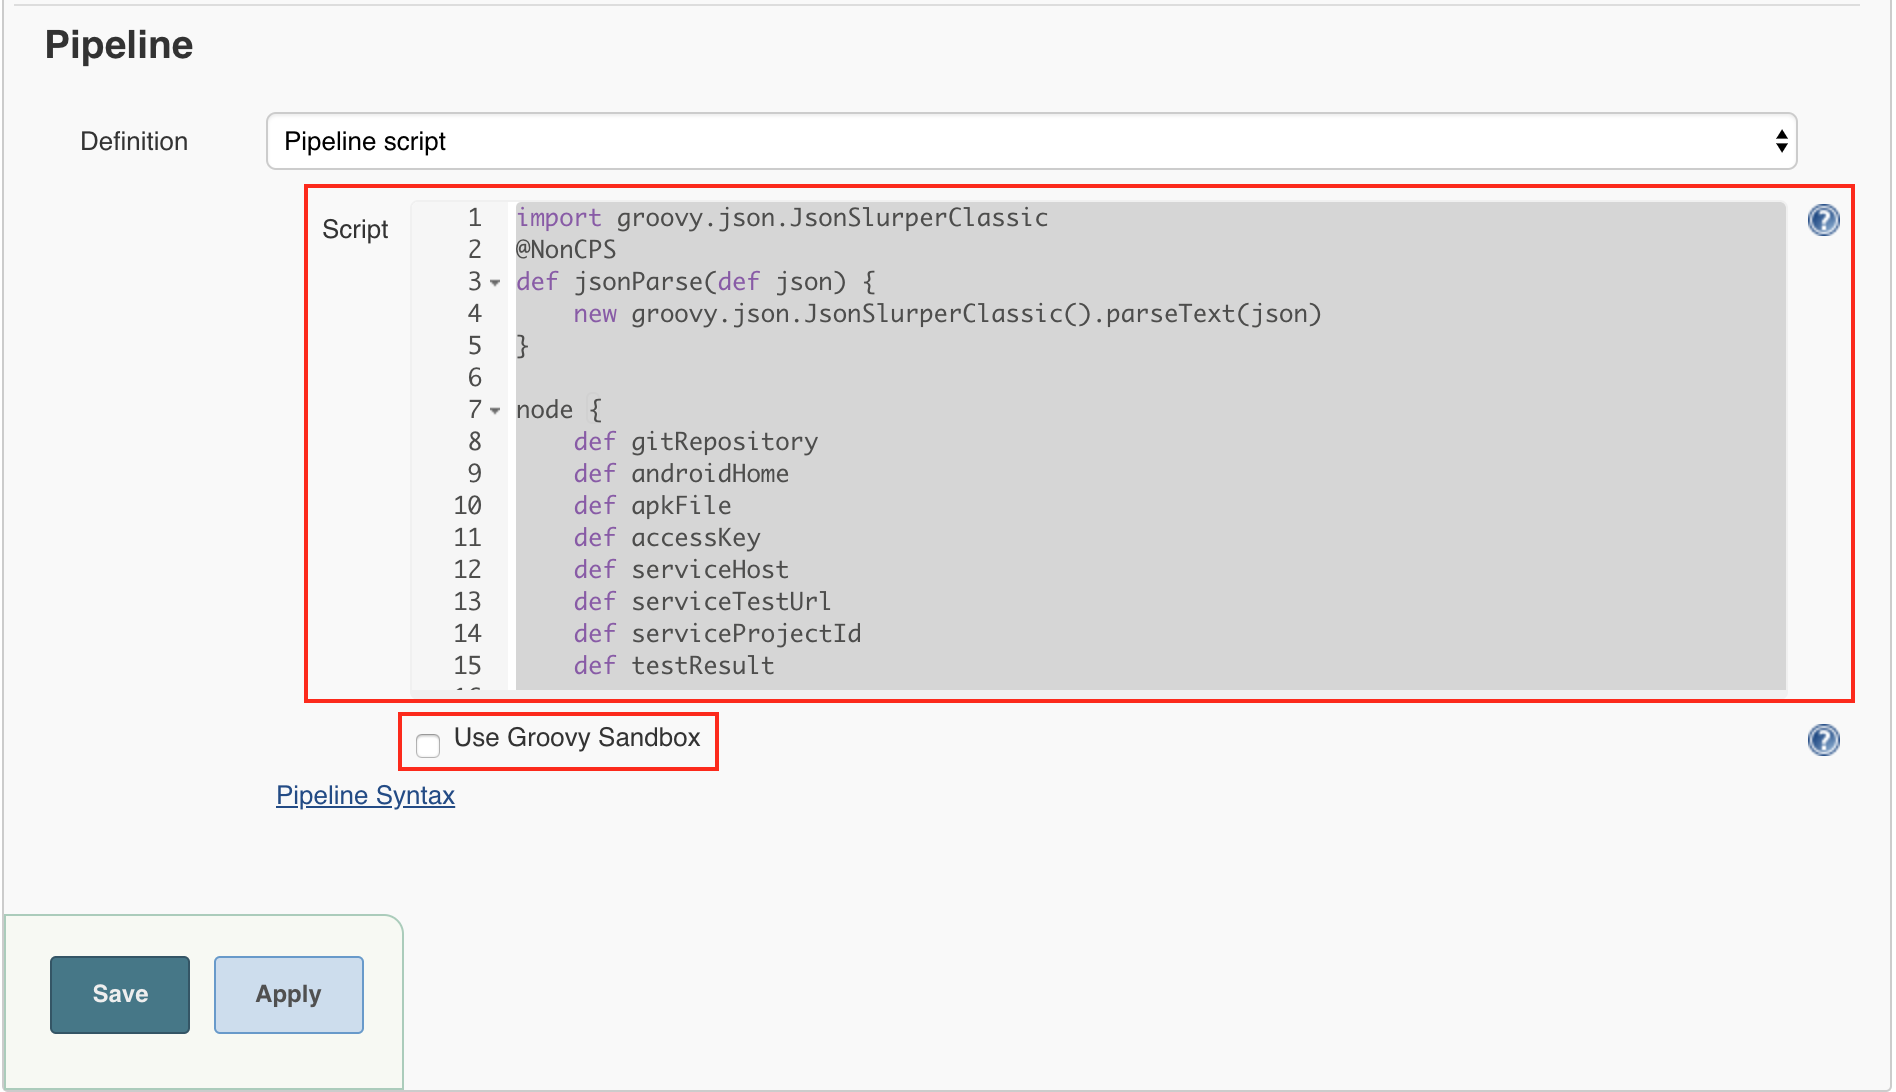 Pipeline
Definition
Pipeline script
Script
1 import groovy.json.JsonSlurperClassic
2 @NonCPS
3 def jsonParse(def json) {
4     new groovy.json.JsonSlurperClassic().parseText(json)
5 }
6
7 node {
8     def gitRepository
9     def androidHome
10     def apkFile
11     def accessKey
12     def serviceHost
13     def serviceTestUrl
14     def serviceProjectId
15     def testResult
?
Use Groovy Sandbox
?
Pipeline Syntax
Save
Apply